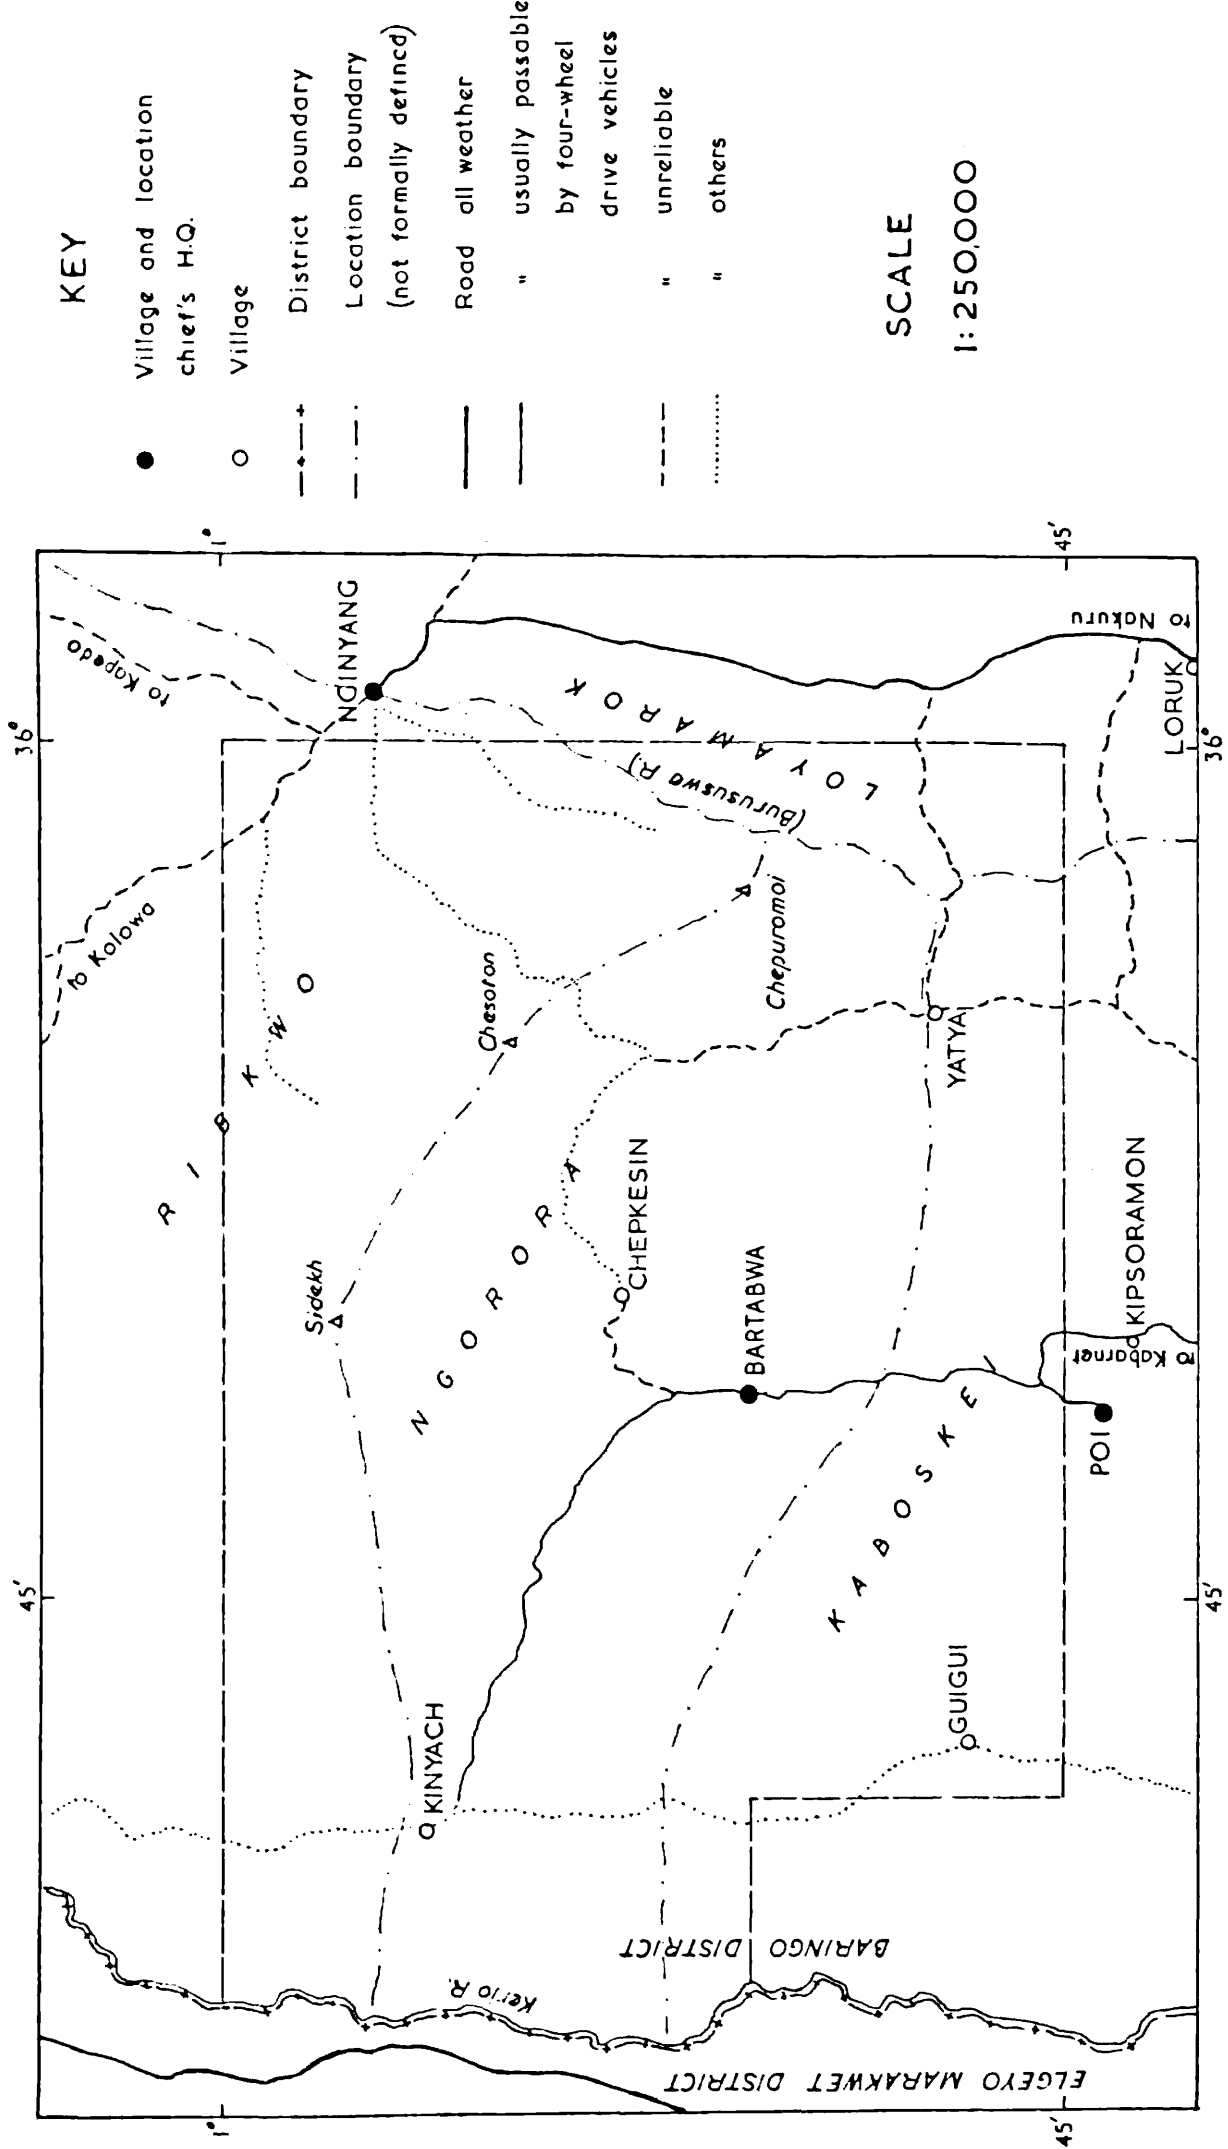 KEY
Village and location
chief's H.Q.
Village
District boundary
Location boundary
(not formally defined)
Road all weather
" usually passable
by four-wheel
drive vehicles
" unreliable
" others
SCALE
1:250,000
45'
36°
1°
45'
1°
45'
45'
36°
to Kolowa
to Kapedo
NGINYANG
RIBKWO
Sidekh
Chesoton
Chepuromoi
(Burususwa R.)
LOYAMAROK
NGORORA
KINYACH
CHEPKESIN
BARTABWA
YATYA
KABOSKEI
GUIGUI
POI
KIPSORAMON
to Kabarnet
LORUK
to Nakuru
Kerio R.
BARINGO DISTRICT
ELGEYO MARAKWET DISTRICT